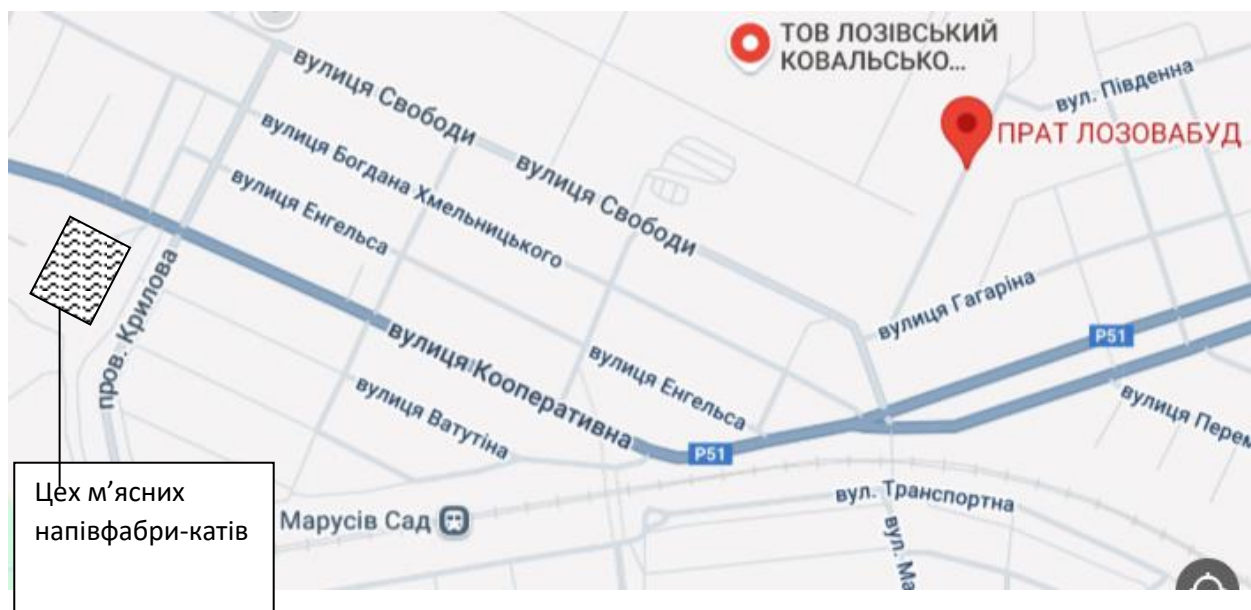 ТОВ ЛОЗІВСЬКИЙ
КОВАЛЬСЬКО...
вул. Південна
ПРАТ ЛОЗОВАБУД
вулиця Свободи
вулиця Свободи
вулиця Богдана Хмельницького
вулиця Енгельса
вулиця Гагаріна
P51
пров. Крилова
вулиця Кооперативна
вулиця Енгельса
вулиця Ватутіна
вулиця Перем
P51
Цех м’ясних
напівфабри-катів
Марусів Сад
вул. Транспортна
вул. Ма